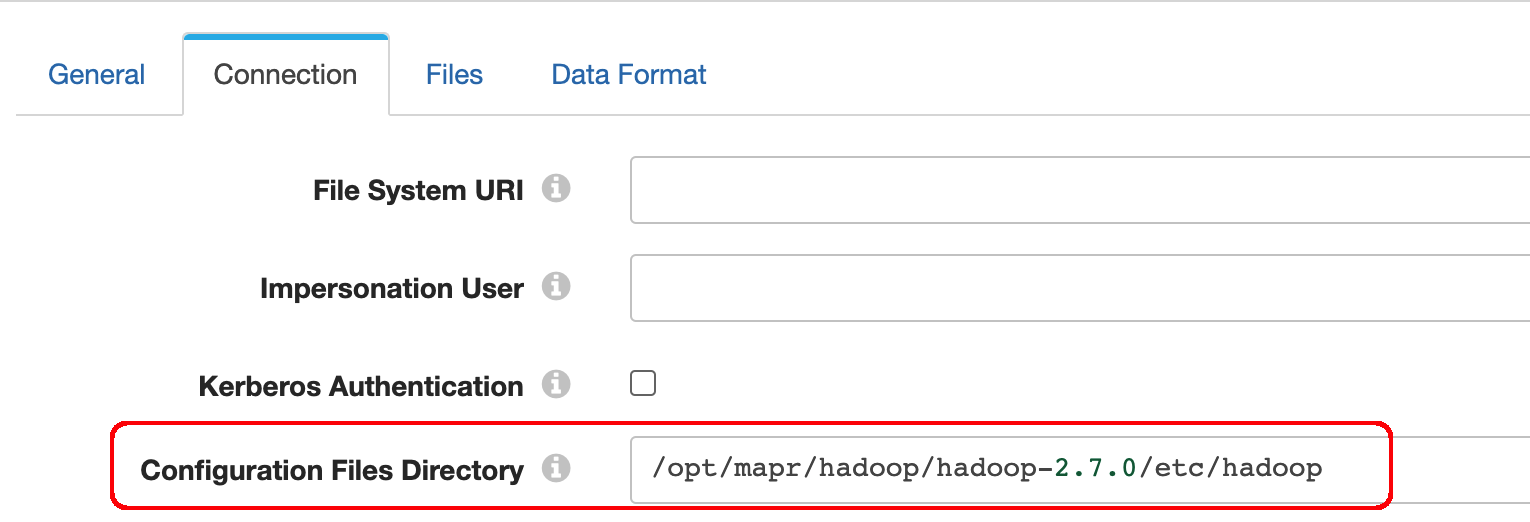 General Connection Files Data Format
File System URI
Impersonation User
Kerberos Authentication
Configuration Files Directory /opt/mapr/hadoop/hadoop-2.7.0/etc/hadoop